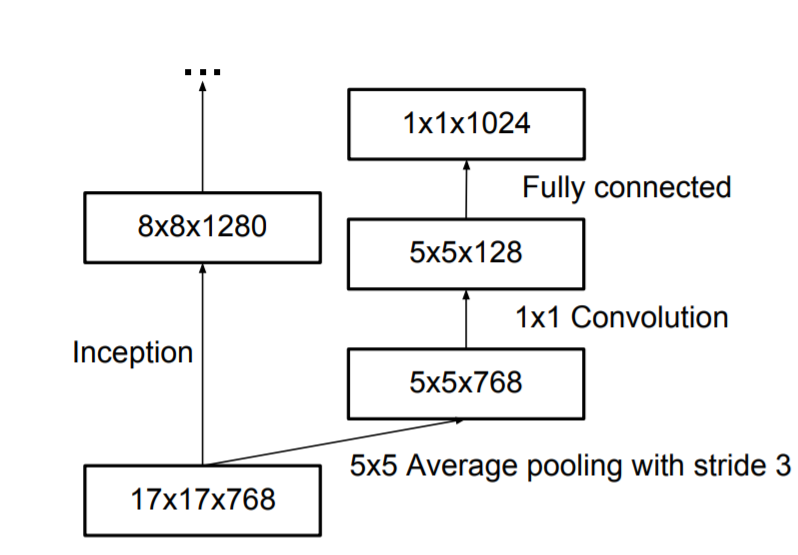 ...
1x1x1024
Fully connected
8x8x1280
5x5x128
1x1 Convolution
Inception
5x5x768
5x5 Average pooling with stride 3
17x17x768